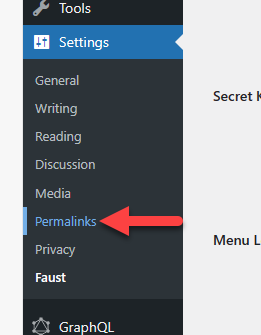 Tools
Settings
General
Writing
Secret K
Reading
Discussion
Media
Permalinks
Menu L
Privacy
Faust
GraphQL